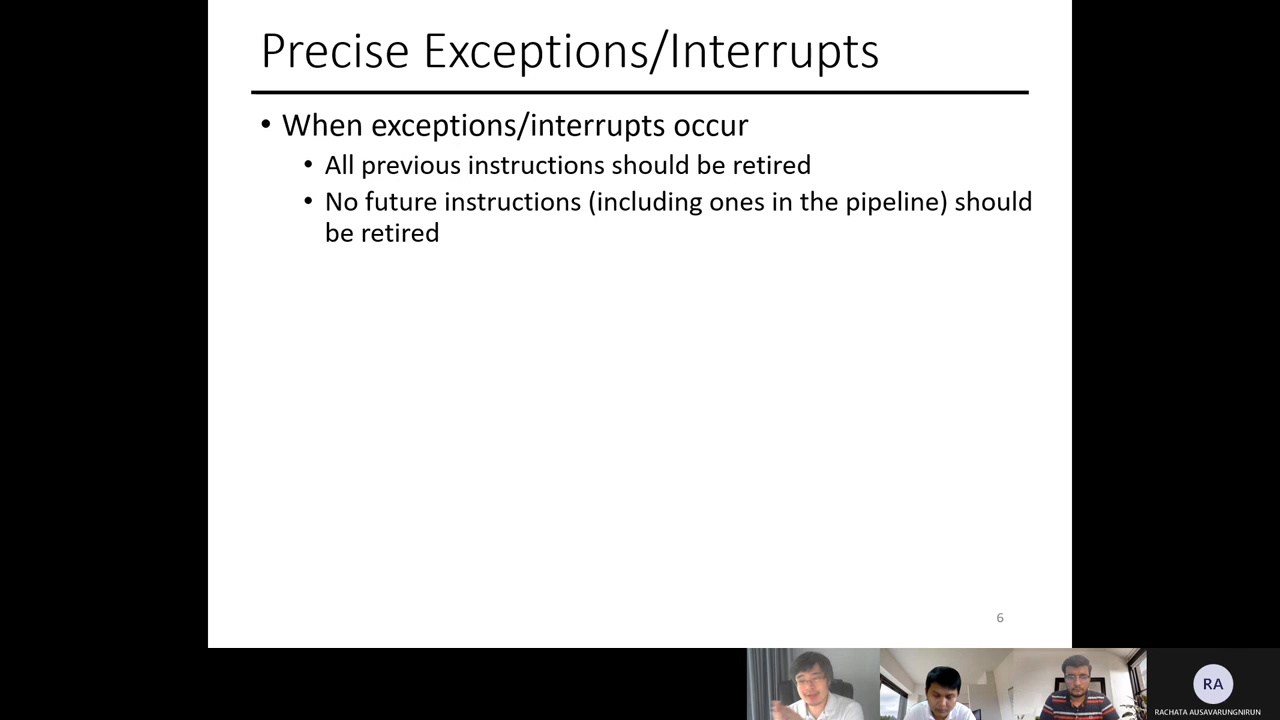 Precise Exceptions/Interrupts
• When exceptions/interrupts occur
• All previous instructions should be retired
• No future instructions (including ones in the pipeline) should
be retired
6
RA
RACHATA AUSAVARUNGNIRUN